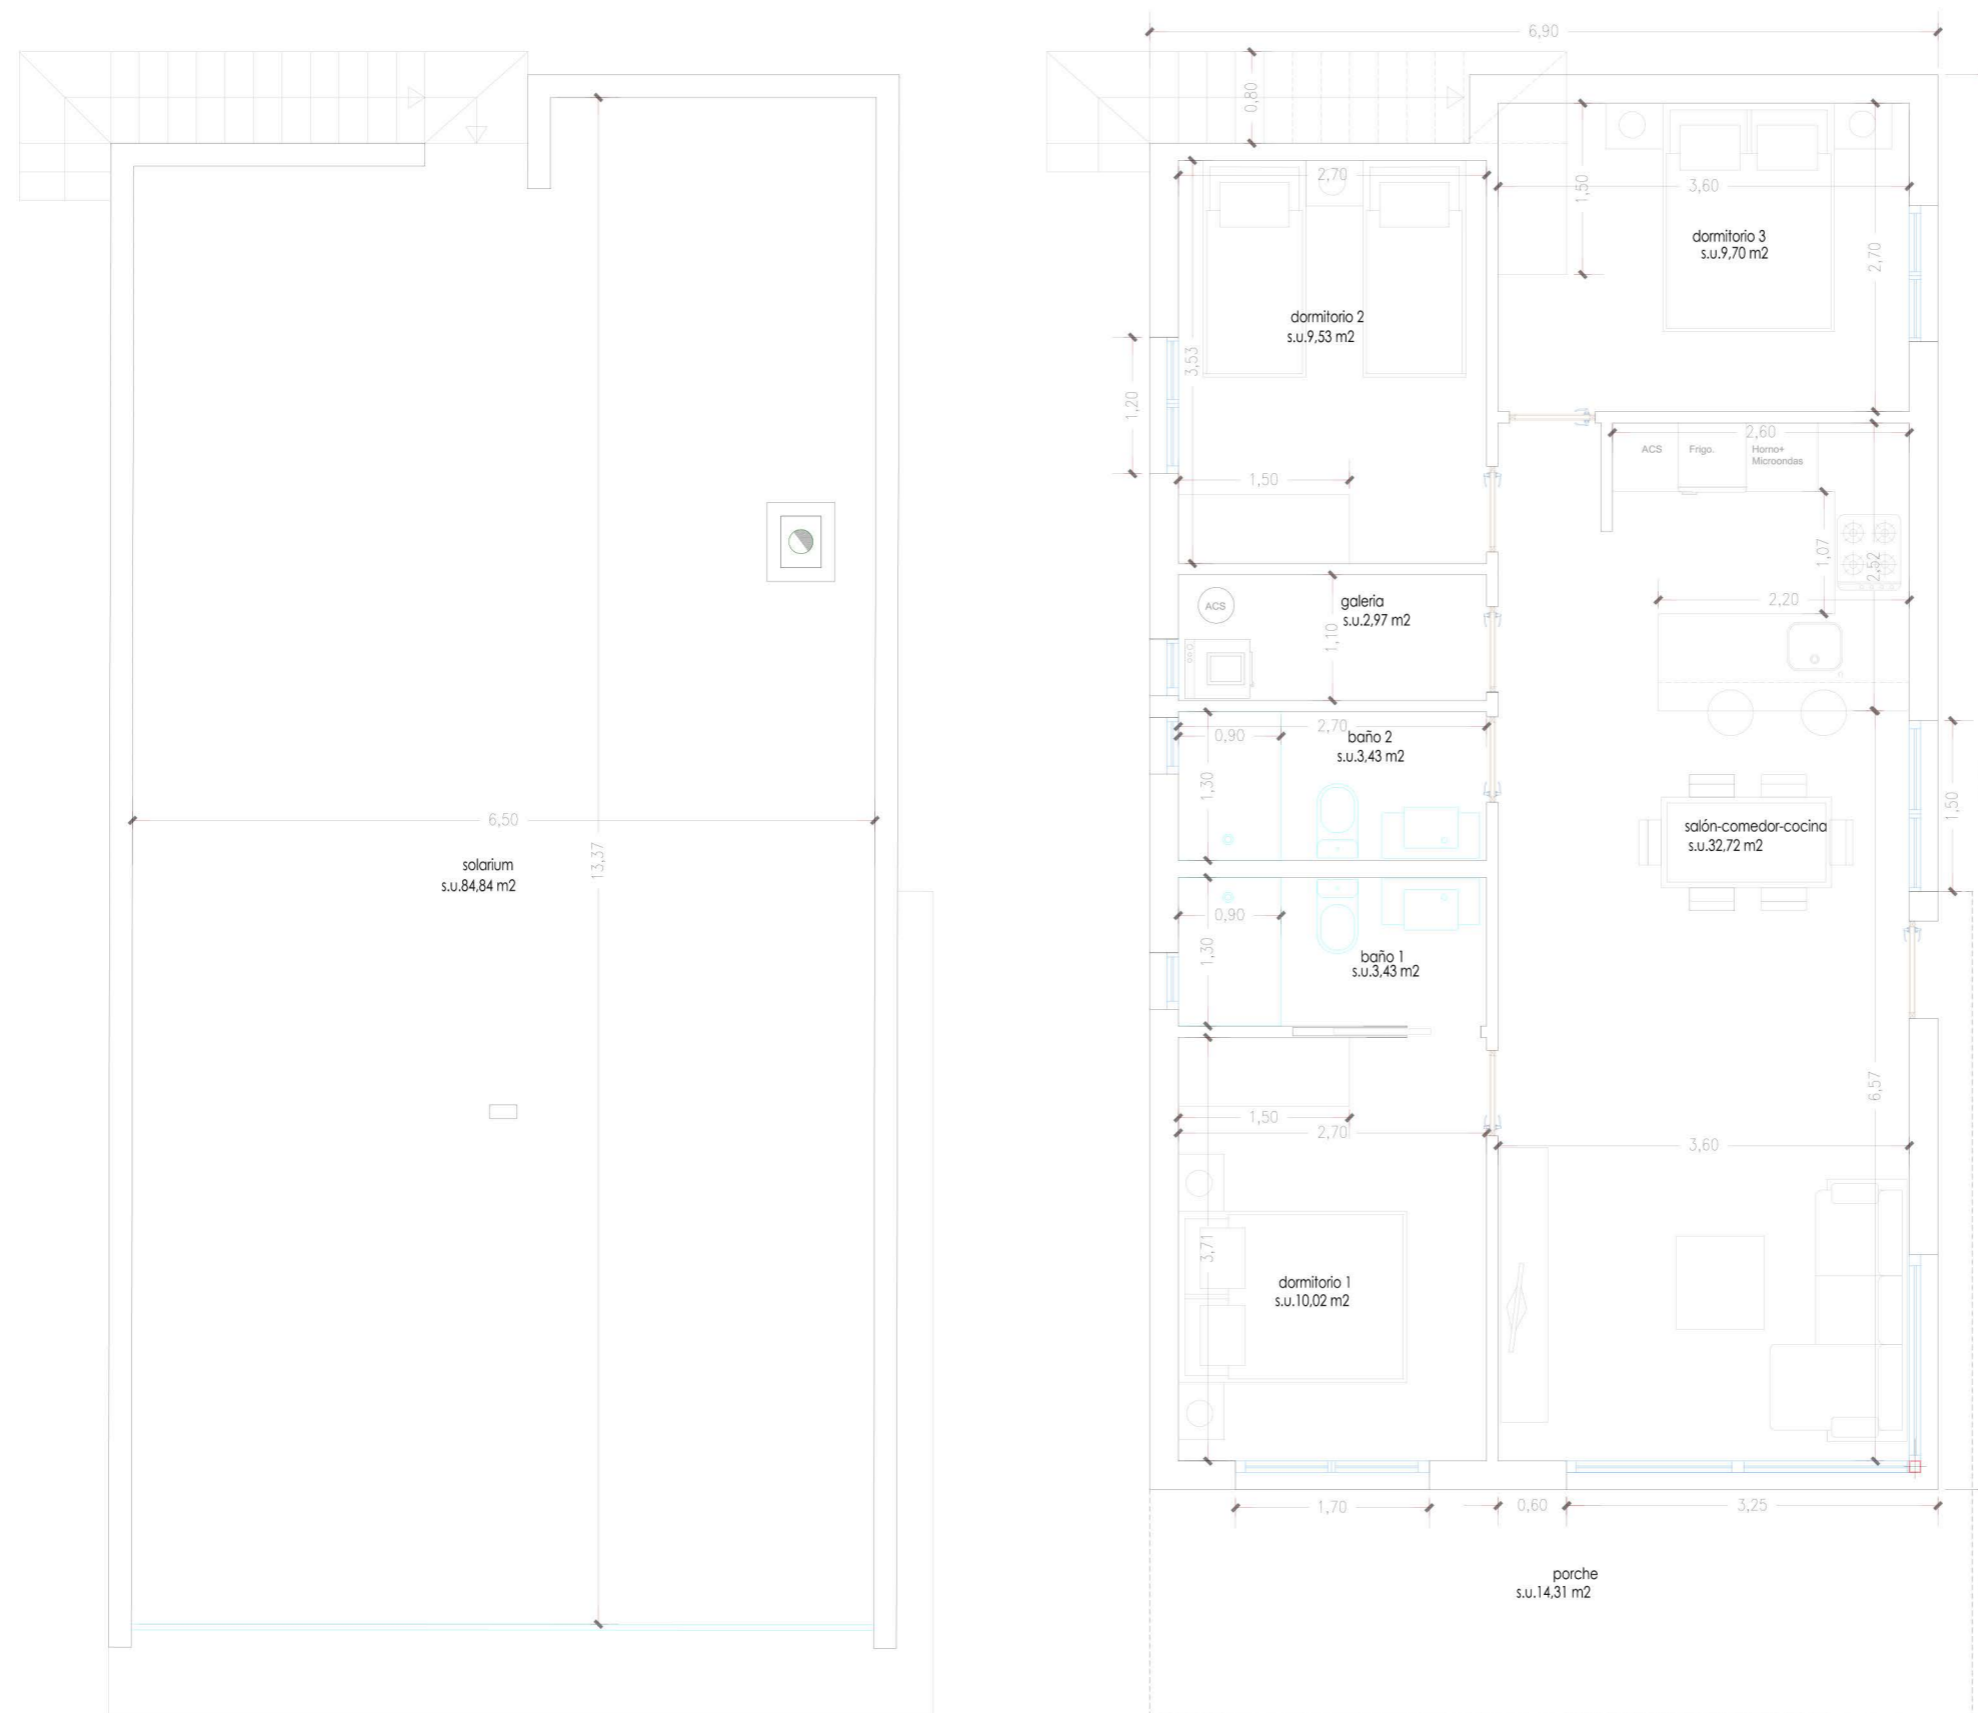 6,50
13,37
solarium
s.u.84,84 m2
6,90
0,80
2,70
3,53
dormitorio 2
s.u.9,53 m2
1,20
1,50
1,50
3,60
dormitorio 3
s.u.9,70 m2
2,70
2,60
ACS
Frigo.
Horno+
Microondas
1,07
2,52
2,20
ACS
galeria
s.u.2,97 m2
1,10
2,70
0,90
baño 2
s.u.3,43 m2
1,30
salón-comedor-cocina
s.u.32,72 m2
1,50
0,90
1,30
baño 1
s.u.3,43 m2
1,50
2,70
3,71
dormitorio 1
s.u.10,02 m2
6,57
3,60
1,70
0,60
3,25
porche
s.u.14,31 m2